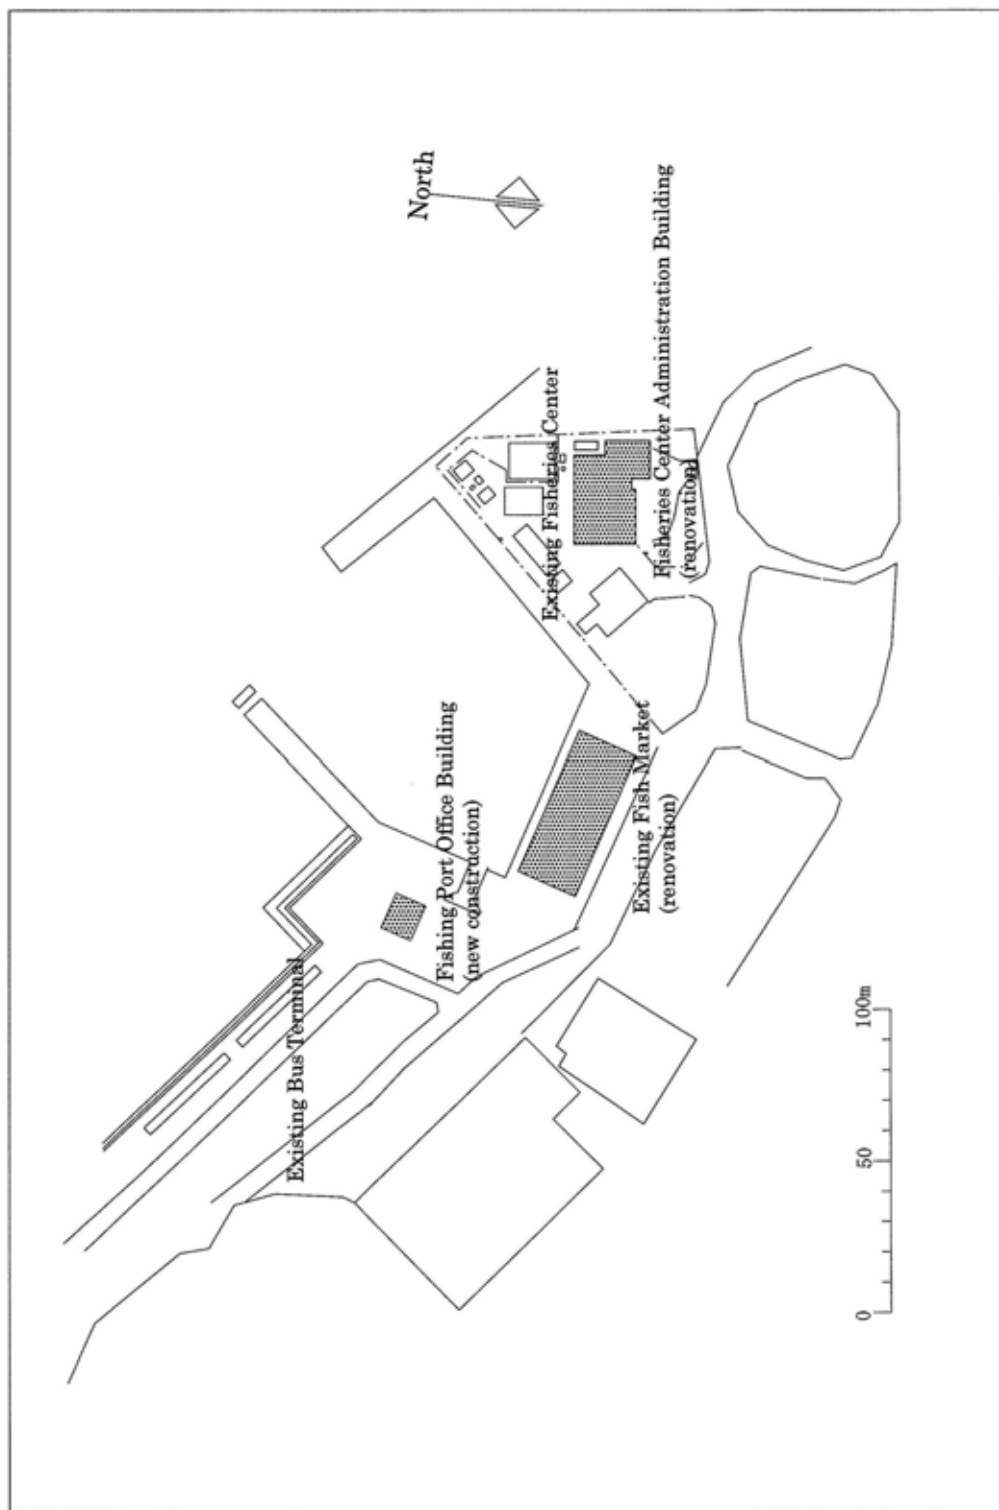 North
Existing Fisheries Center
Fisheries Center Administration Building
(renovation)
Fishing Port Office Building
(new construction)
Existing Fish Market
(renovation)
Existing Bus Terminal
0
50
100m